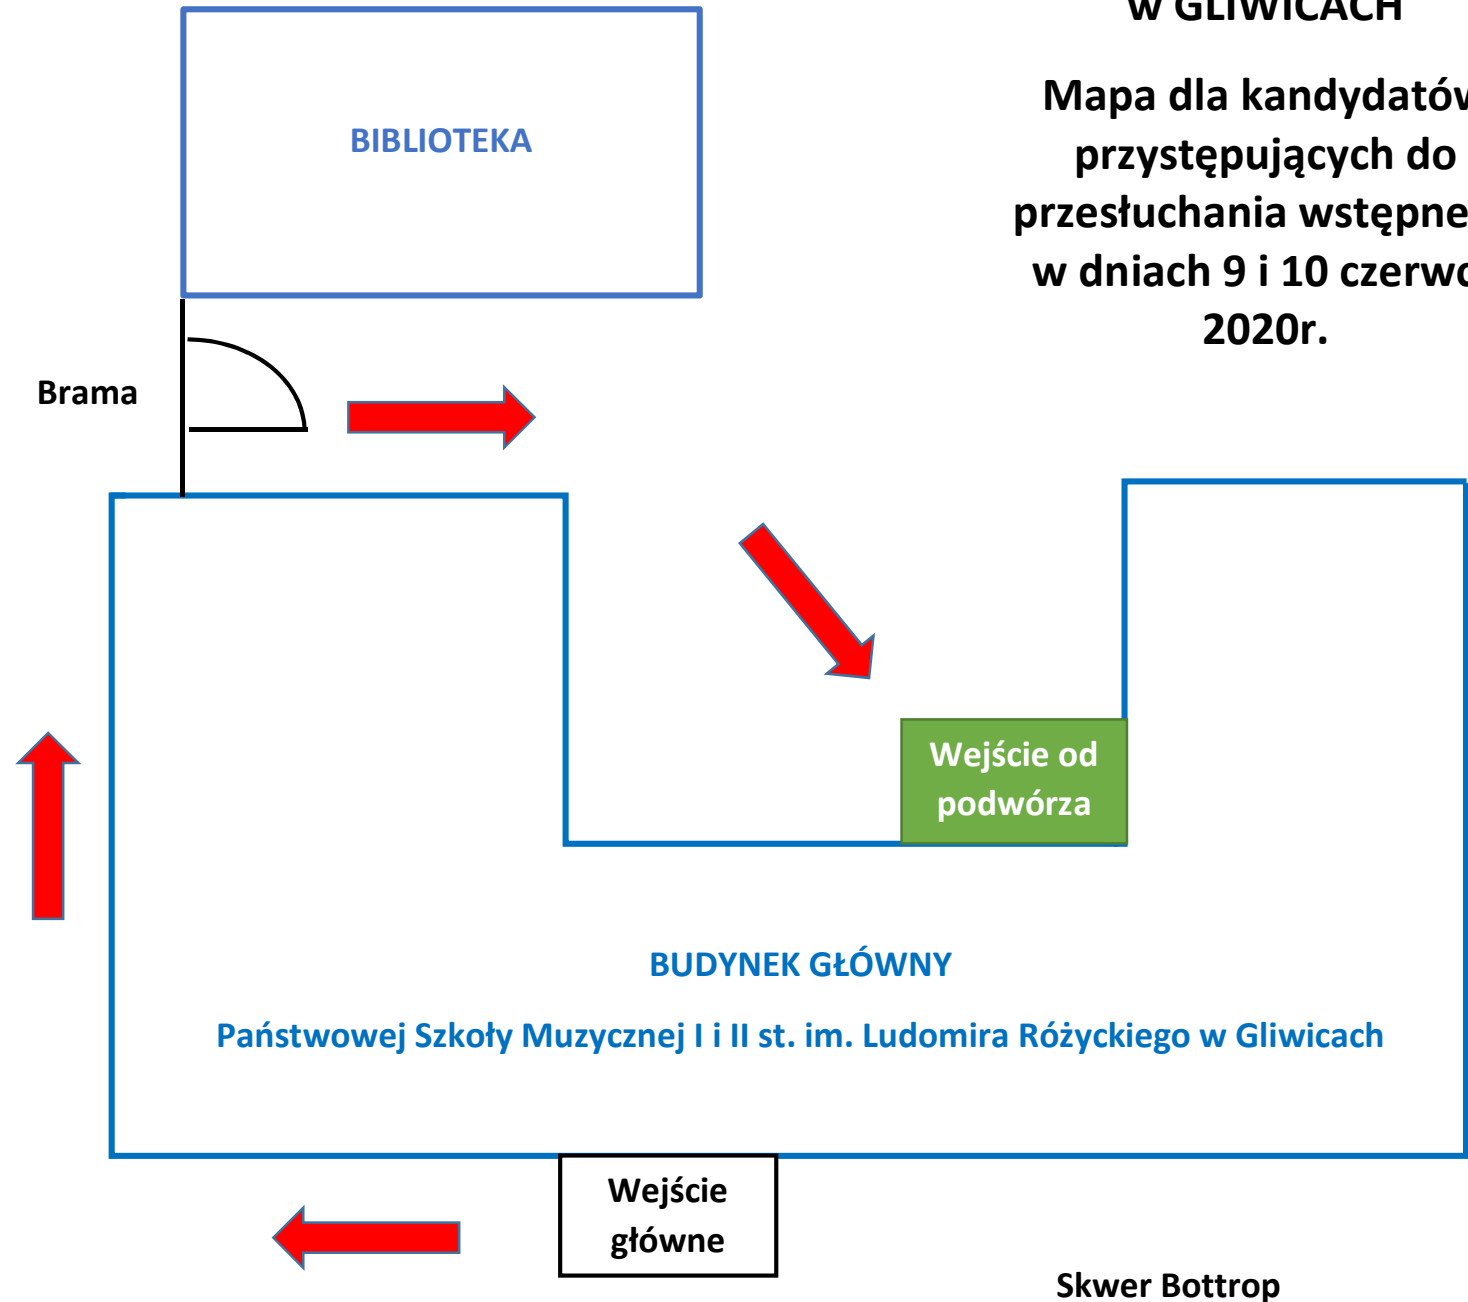 w GLIWICACH
Mapa dla kandydatów
przystępujących do
przesłuchania wstępne
w dniach 9 i 10 czerwc
2020r.
BIBLIOTEKA
Brama
Wejście od
podwórza
BUDYNEK GŁÓWNY
Państwowej Szkoły Muzycznej I i II st. im. Ludomira Różyckiego w Gliwicach
Wejście
główne
Skwer Bottrop